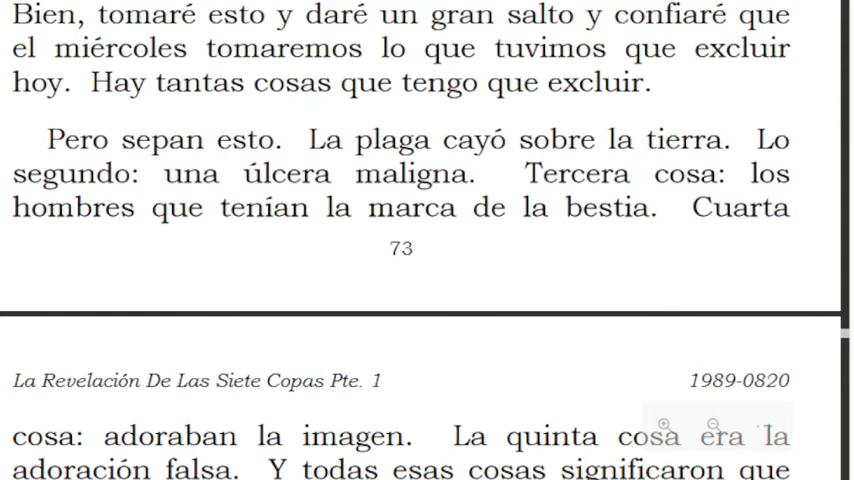 Bien, tomaré esto y daré un gran salto y confiaré que
el miércoles tomaremos lo que tuvimos que excluir
hoy. Hay tantas cosas que tengo que excluir.
Pero sepan esto. La plaga cayó sobre la tierra. Lo
segundo: una úlcera maligna. Tercera cosa: los
hombres que tenían la marca de la bestia. Cuarta
73
La Revelación De Las Siete Copas Pte. 1 1989-0820
cosa: adoraban la imagen. La quinta cosa era la
adoración falsa. Y todas esas cosas significaron que